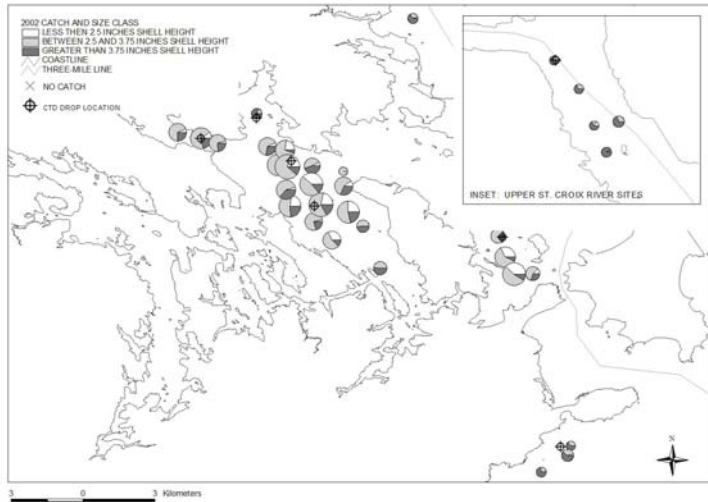 2002 CATCH AND SIZE CLASS
LESS THEN 2.5 INCHES SHELL HEIGHT
BETWEEN 2.5 AND 3.75 INCHES SHELL HEIGHT
GREATER THAN 3.75 INCHES SHELL HEIGHT
COASTLINE
THREE-MILE LINE
NO CATCH
CTD DROP LOCATION
INSET: UPPER ST. CROIX RIVER SITES
N
3 0 3 Kilometers